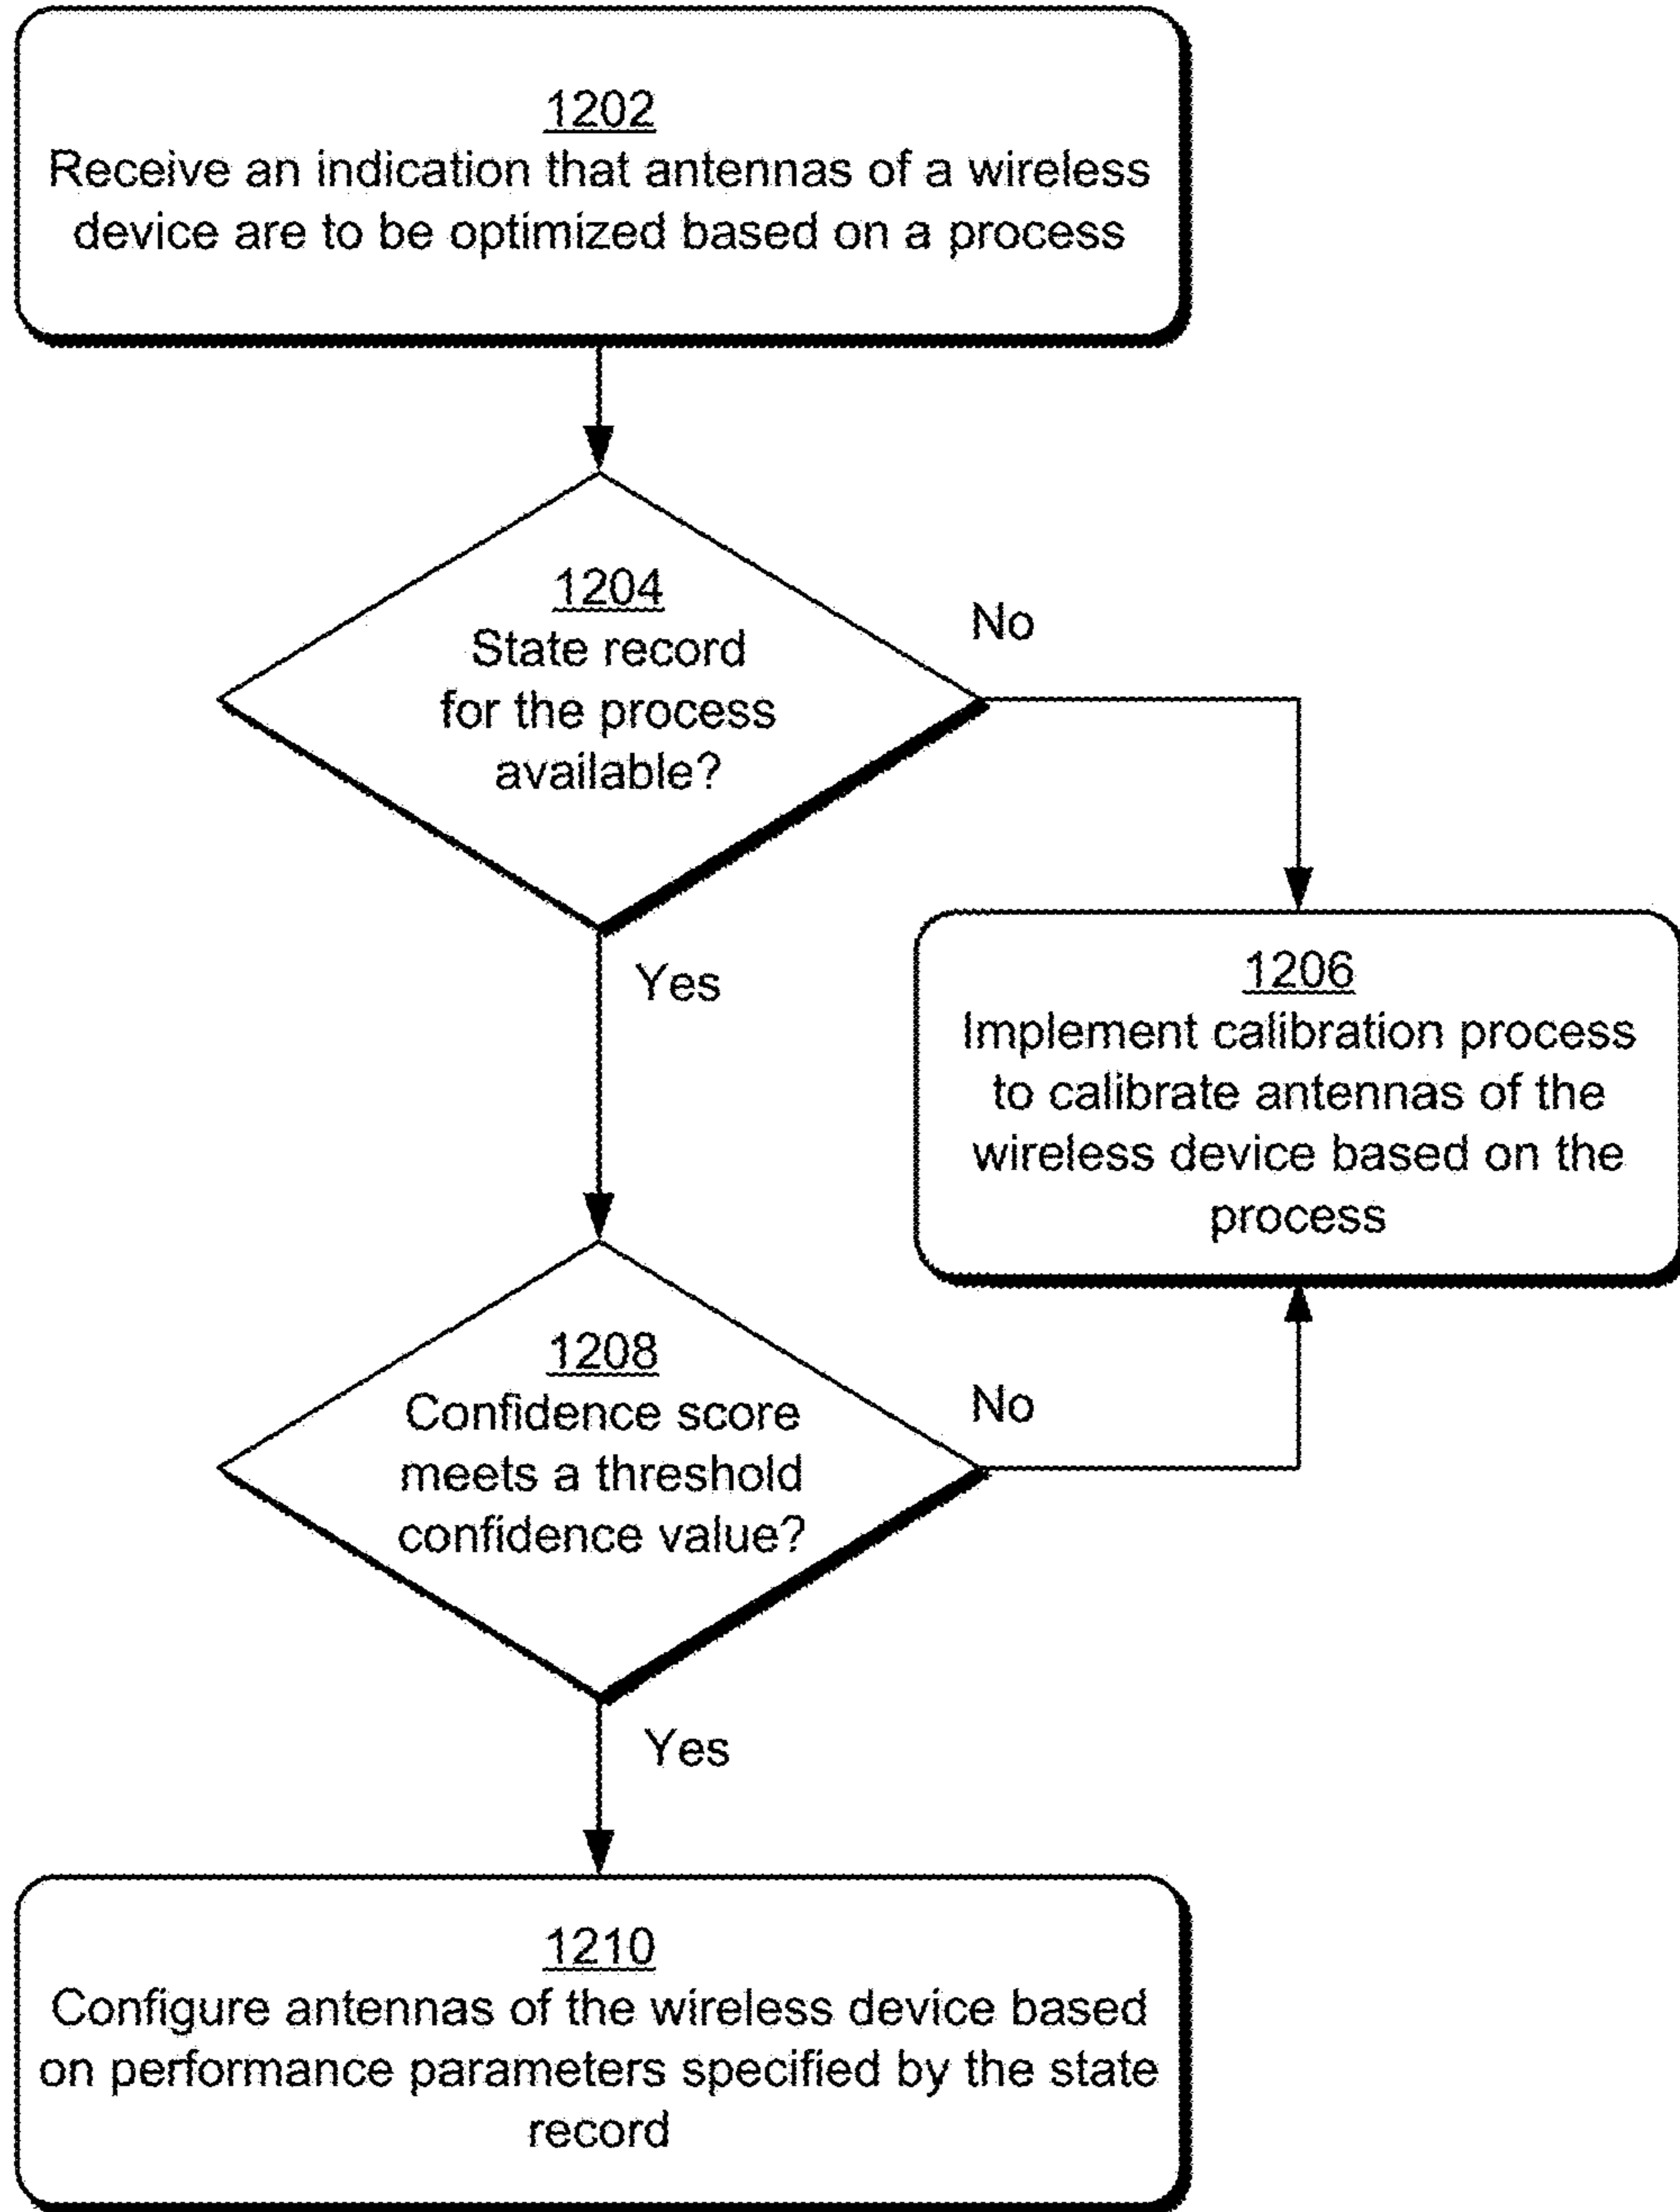 1202
Receive an indication that antennas of a wireless
device are to be optimized based on a process
1204
State record
for the process
available?
No
Yes
1206
Implement calibration process
to calibrate antennas of the
wireless device based on the
process
1208
Confidence score
meets a threshold
confidence value?
No
Yes
1210
Configure antennas of the wireless device based
on performance parameters specified by the state
record